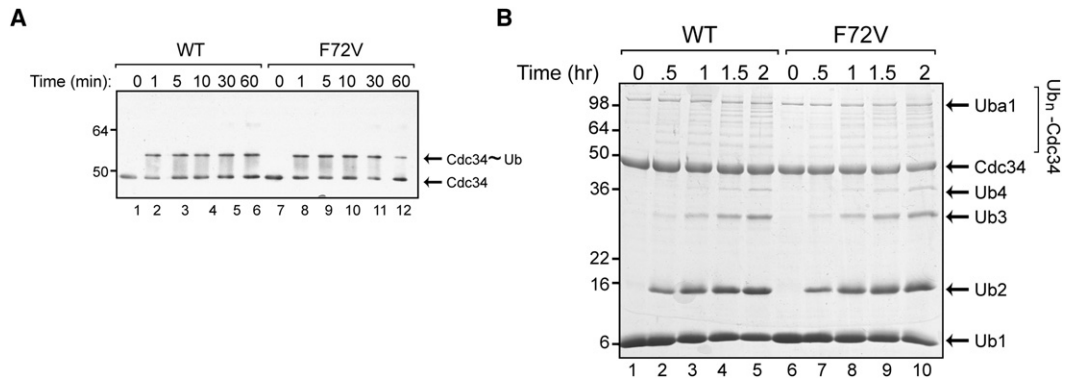 A
WT F72V
Time (min): 0 1 5 10 30 60 0 1 5 10 30 60
64
50
Cdc34~Ub
Cdc34
1 2 3 4 5 6 7 8 9 10 11 12
B
WT F72V
Time (hr) 0 .5 1 1.5 2 0 .5 1 1.5 2
98
64
50
36
22
16
6
Uba1
Cdc34
Ub4
Ub3
Ub2
Ub1
Ubn-Cdc34
1 2 3 4 5 6 7 8 9 10